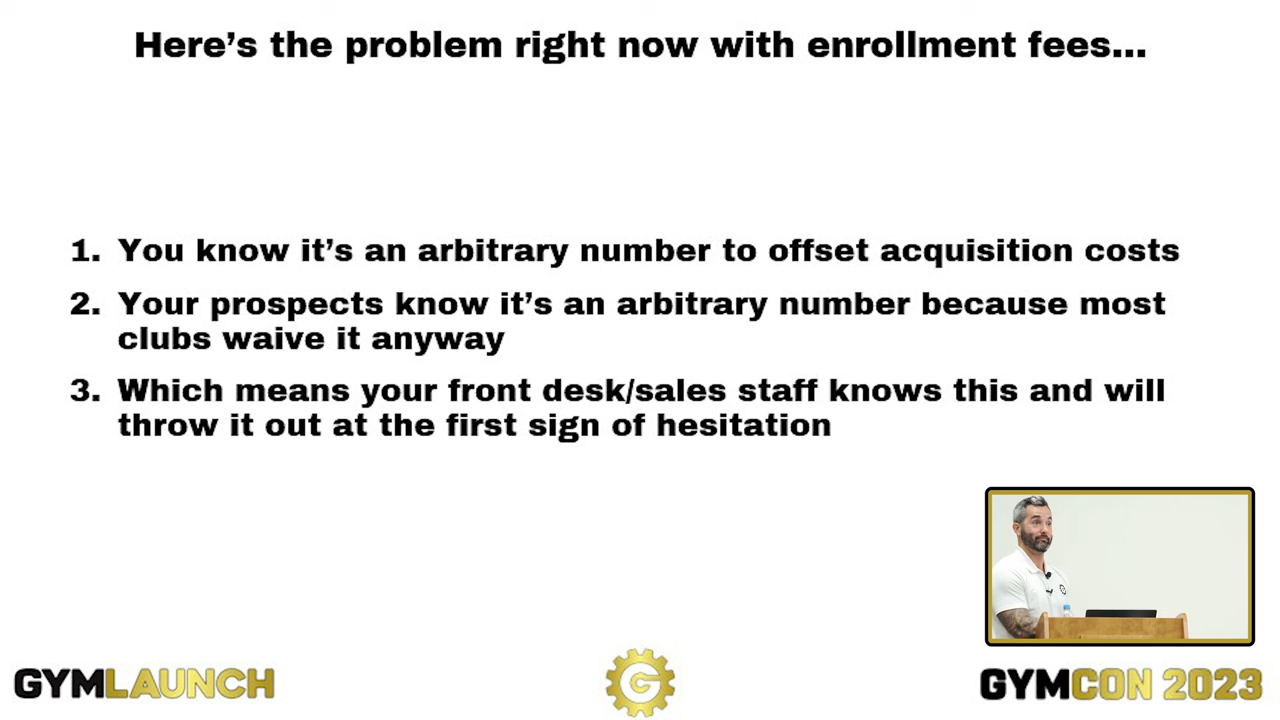 Here’s the problem right now with enrollment fees...
1. You know it’s an arbitrary number to offset acquisition costs
2. Your prospects know it’s an arbitrary number because most
clubs waive it anyway
3. Which means your front desk/sales staff knows this and will
throw it out at the first sign of hesitation
GYMLAUNCH
G
GYMCON 2023